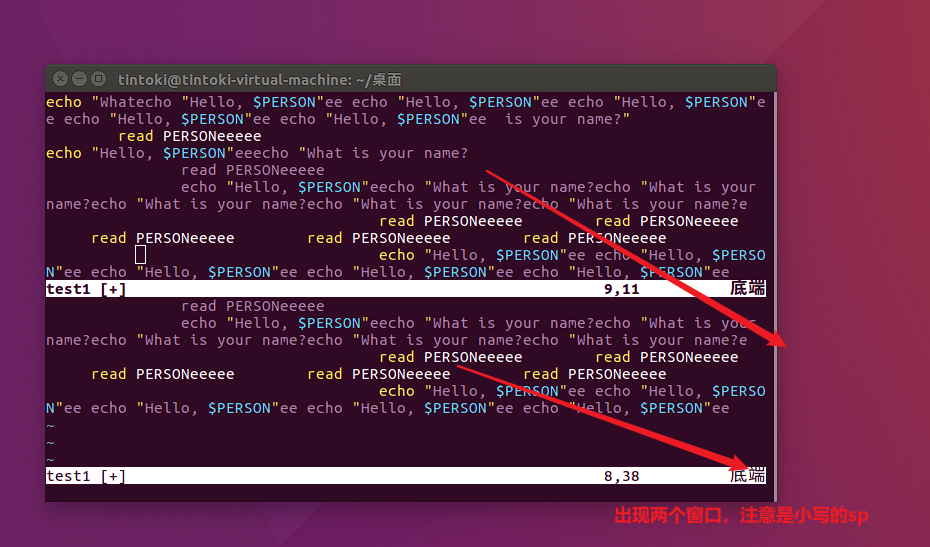 tintoki@tintoki-virtual-machine: ~/桌面
echo "Whatecho "Hello, $PERSON"ee echo "Hello, $PERSON"ee echo "Hello, $PERSON"e
e echo "Hello, $PERSON"ee echo "Hello, $PERSON"ee  is your name?"
        read PERSONeeeee
echo "Hello, $PERSON"eeecho "What is your name?
               read PERSONeeeee
               echo "Hello, $PERSON"eecho "What is your name?echo "What is your
name?echo "What is your name?echo "What is your name?echo "What is your name?e
                                     read PERSONeeeee        read PERSONeeeee
     read PERSONeeeee        read PERSONeeeee        read PERSONeeeee
                                     echo "Hello, $PERSON"ee echo "Hello, $PERSO
N"ee echo "Hello, $PERSON"ee echo "Hello, $PERSON"ee echo "Hello, $PERSON"ee
test1 [+] 9,11 底端
               read PERSONeeeee
               echo "Hello, $PERSON"eecho "What is your name?echo "What is your
name?echo "What is your name?echo "What is your name?echo "What is your name?e
                                     read PERSONeeeee        read PERSONeeeee
     read PERSONeeeee        read PERSONeeeee        read PERSONeeeee
                                     echo "Hello, $PERSON"ee echo "Hello, $PERSO
N"ee echo "Hello, $PERSON"ee echo "Hello, $PERSON"ee echo "Hello, $PERSON"ee
~
~
~
test1 [+] 8,38 底端
出现两个窗口，注意是小写的sp